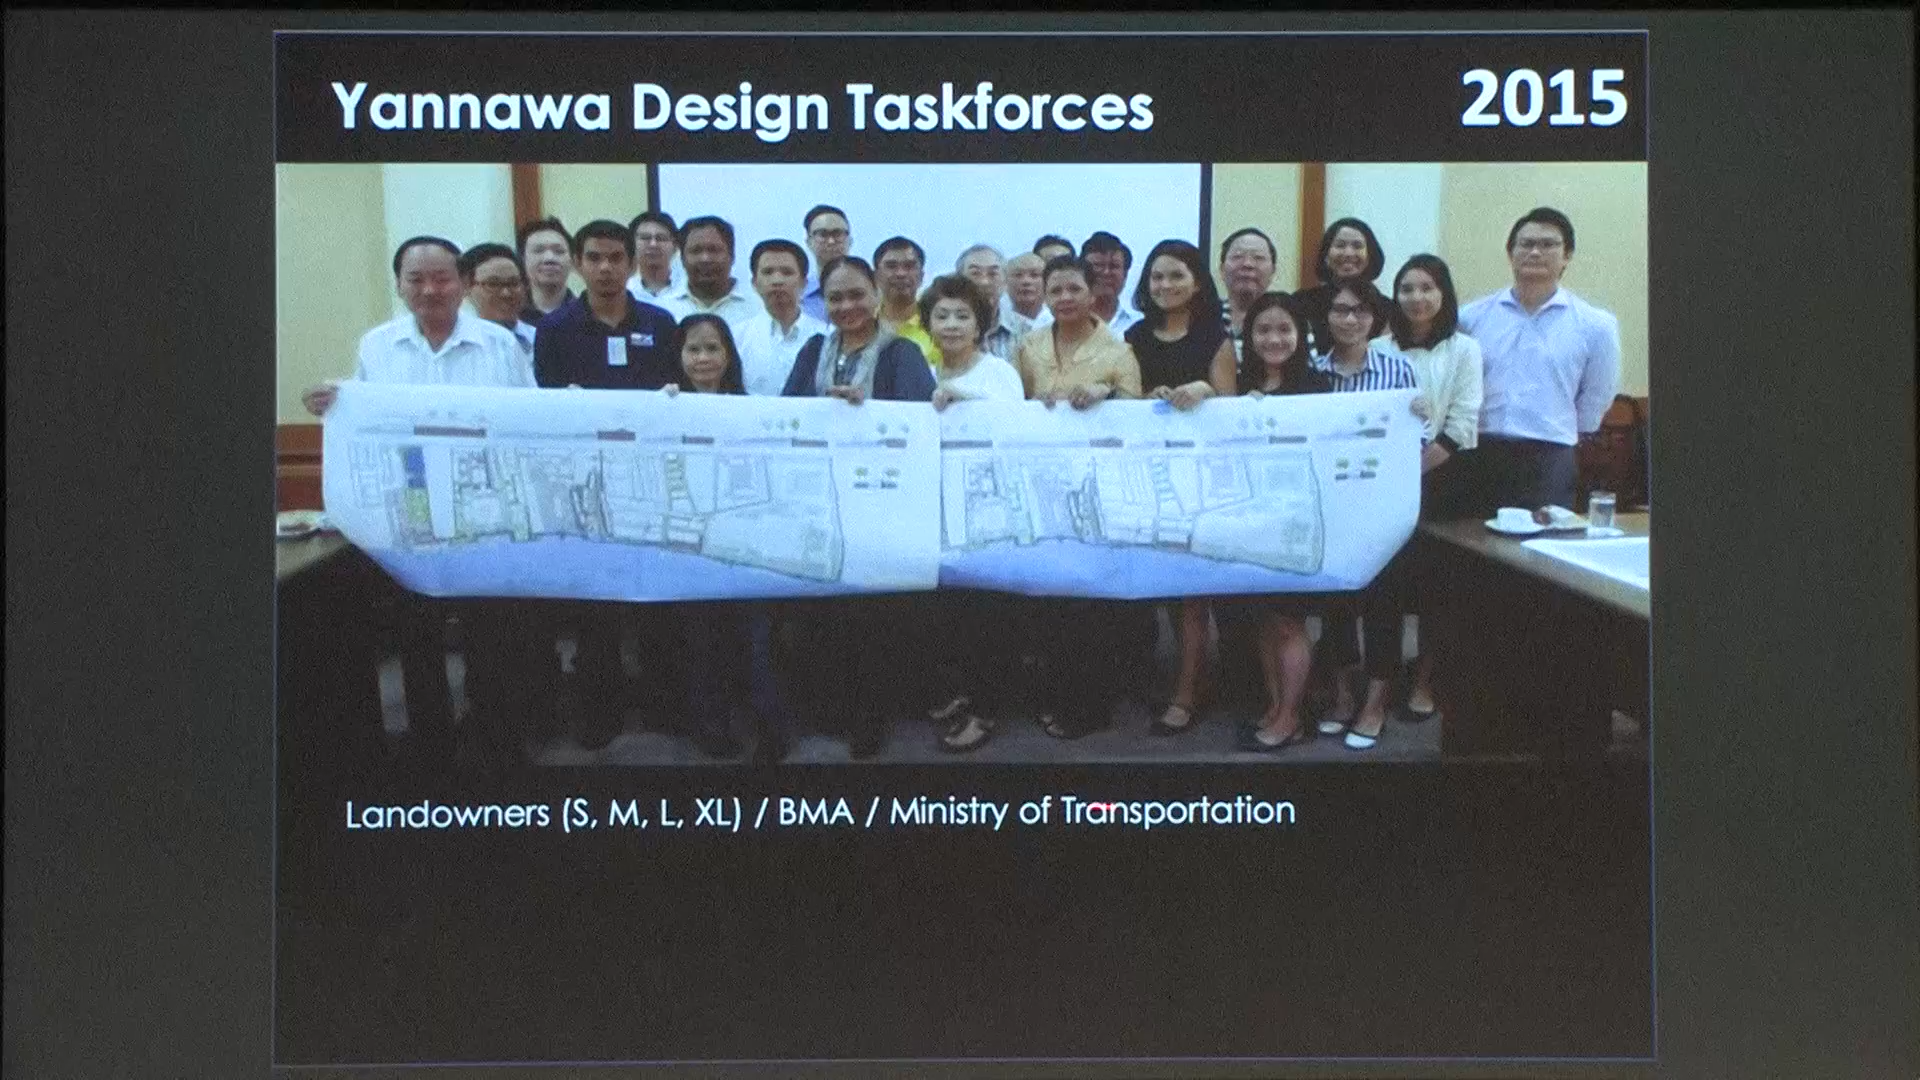 Yannawa Design Taskforces
2015
Landowners (S, M, L, XL) / BMA / Ministry of Transportation